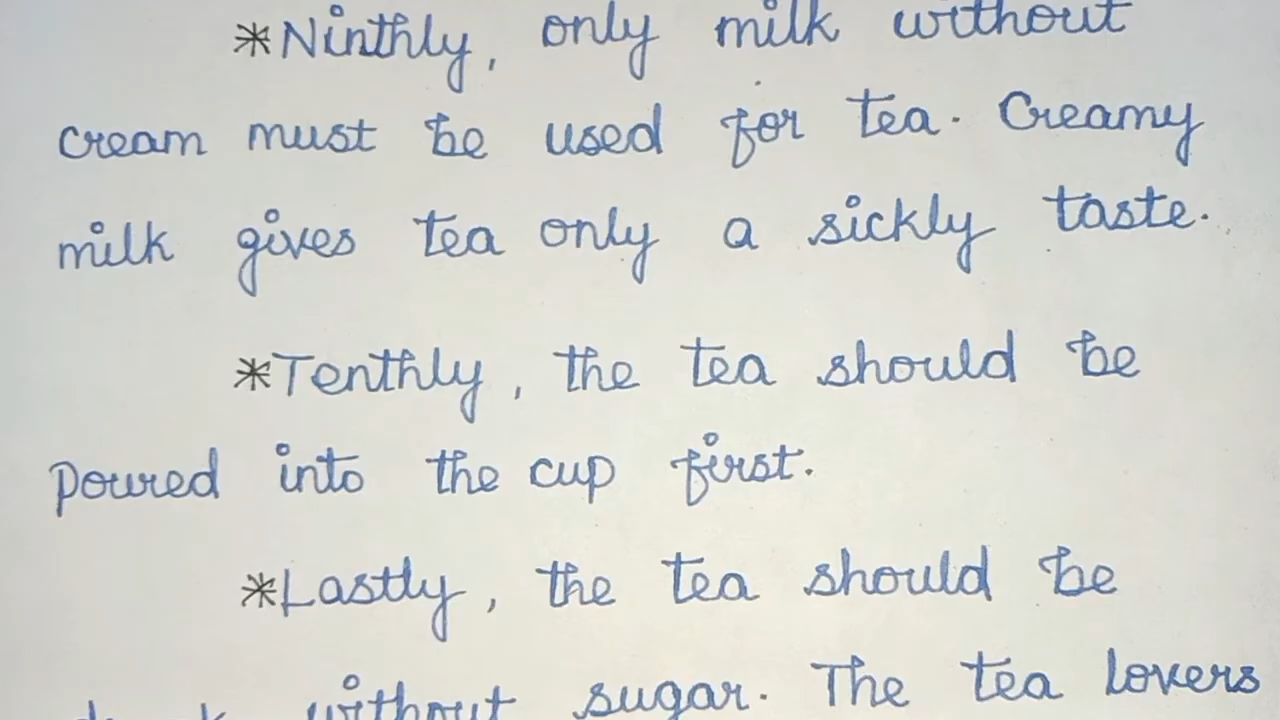 *Ninthly, only milk without
cream must be used for tea. Creamy
milk gives tea only a sickly taste.
*Tenthly, the tea should be
poured into the cup first.
*Lastly, the tea should be
without sugar. The tea lovers